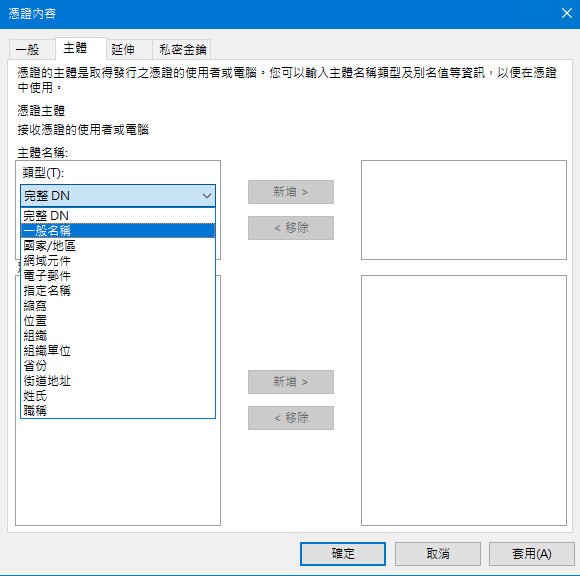 憑證內容
一般
主體
延伸
私密金鑰
憑證的主體是取得發行之憑證的使用者或電腦。您可以輸入主體名稱類型及別名值等資訊，以便在憑證
中使用。
憑證主體
接收憑證的使用者或電腦
主體名稱:
類型(T):
完整 DN
完整 DN
一般名稱
國家/地區
網域元件
電子郵件
指定名稱
縮寫
位置
組織
組織單位
省份
街道地址
姓氏
職稱
新增 >
< 移除
新增 >
< 移除
確定
取消
套用(A)